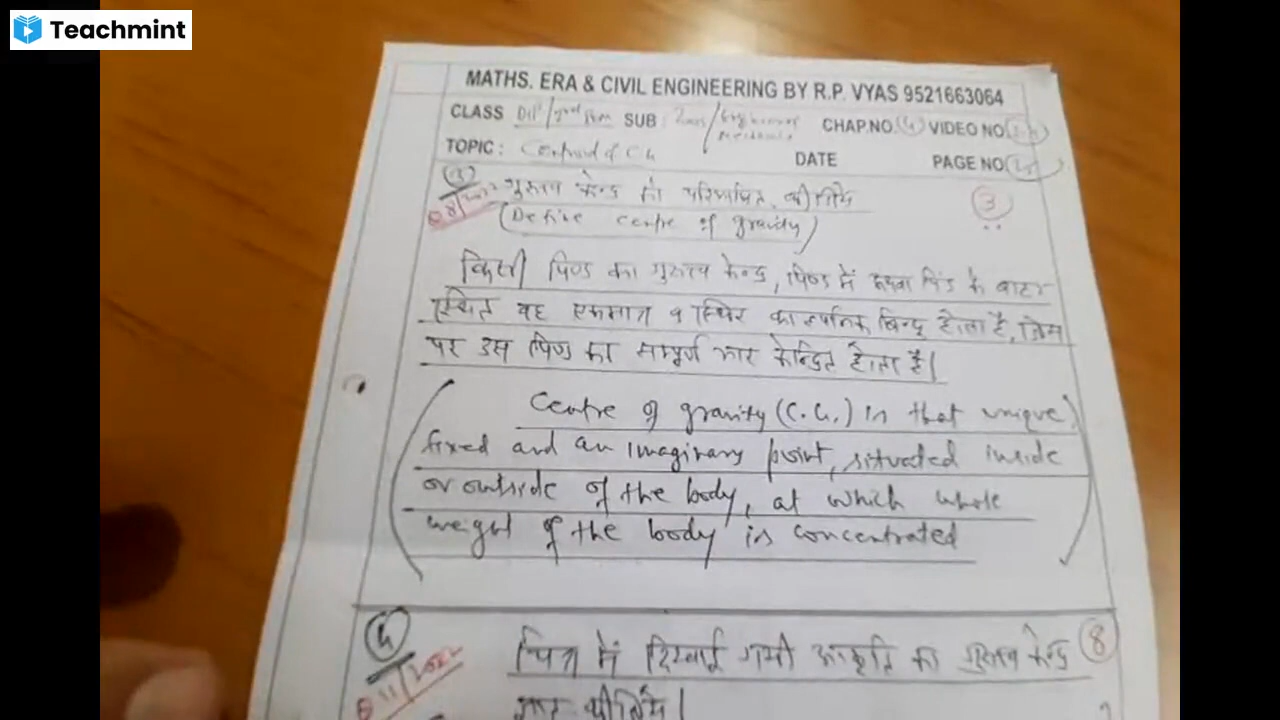 Teachmint
MATHS. ERA & CIVIL ENGINEERING BY R.P. VYAS 9521663064
CLASS SUB : CHAP.NO. VIDEO NO
TOPIC : DATE PAGE NO
गुरुत्व केन्द्र को परिभाषित कीजिये 3
(Define centre of gravity)
किसी पिण्ड का गुरुत्व केन्द्र, पिण्ड में अथवा पिंड के बाहर
स्थित वह एकमात्र व स्थिर काल्पनिक बिन्दू होता है, जिस
पर उस पिण्ड का सम्पूर्ण भार केन्द्रित होता है।
(Centre of gravity (C.G.) is that unique,
fixed and an imaginary point, situated inside
or outside of the body, at which whole
weight of the body is concentrated)
4
चित्र में दिखाई गयी आकृति का गुरुत्व केन्द्र 8
ज्ञात कीजिये।